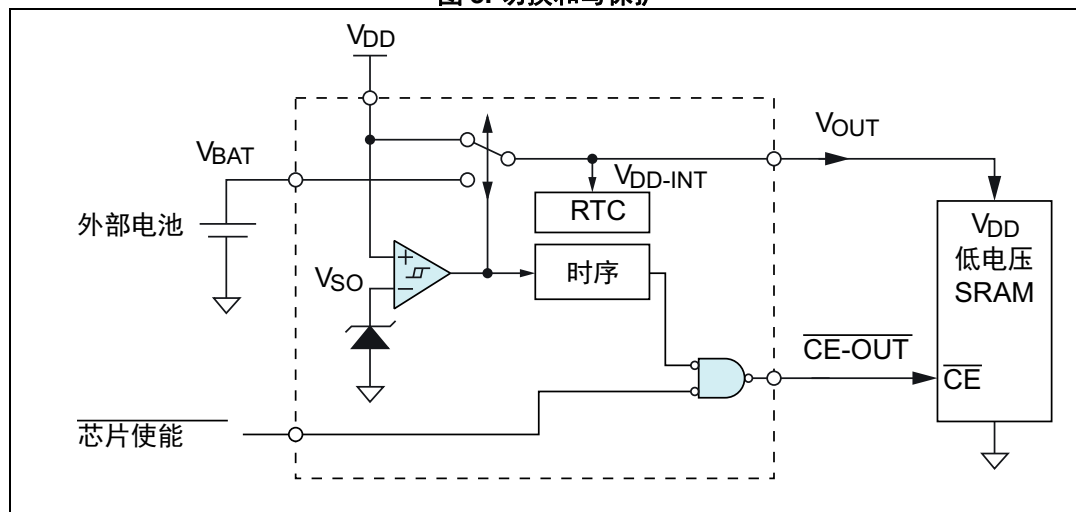 VDD
VBAT
VOUT
VDD-INT
RTC
外部电池
VSO
+
−
时序
VDD
低电压
SRAM
CE-OUT
CE
芯片使能